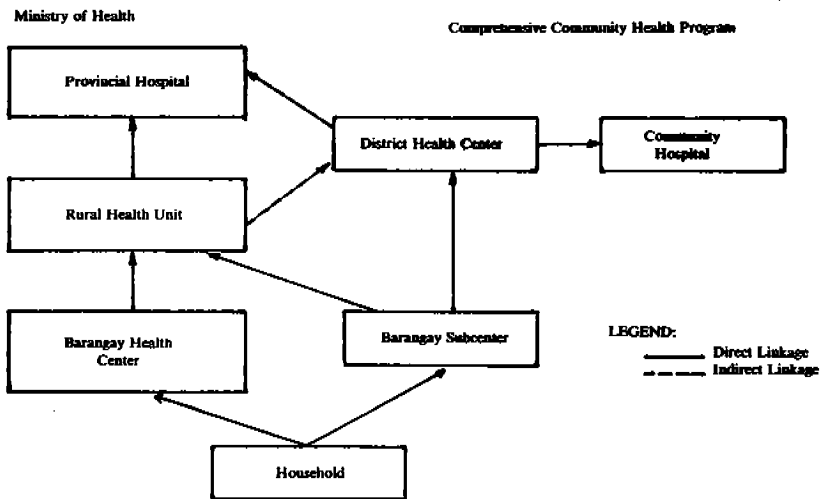 Ministry of Health
Comprehensive Community Health Program
Provincial Hospital
District Health Center
Community
Hospital
Rural Health Unit
Barangay Health
Center
Barangay Subcenter
LEGEND:
Direct Linkage
Indirect Linkage
Household